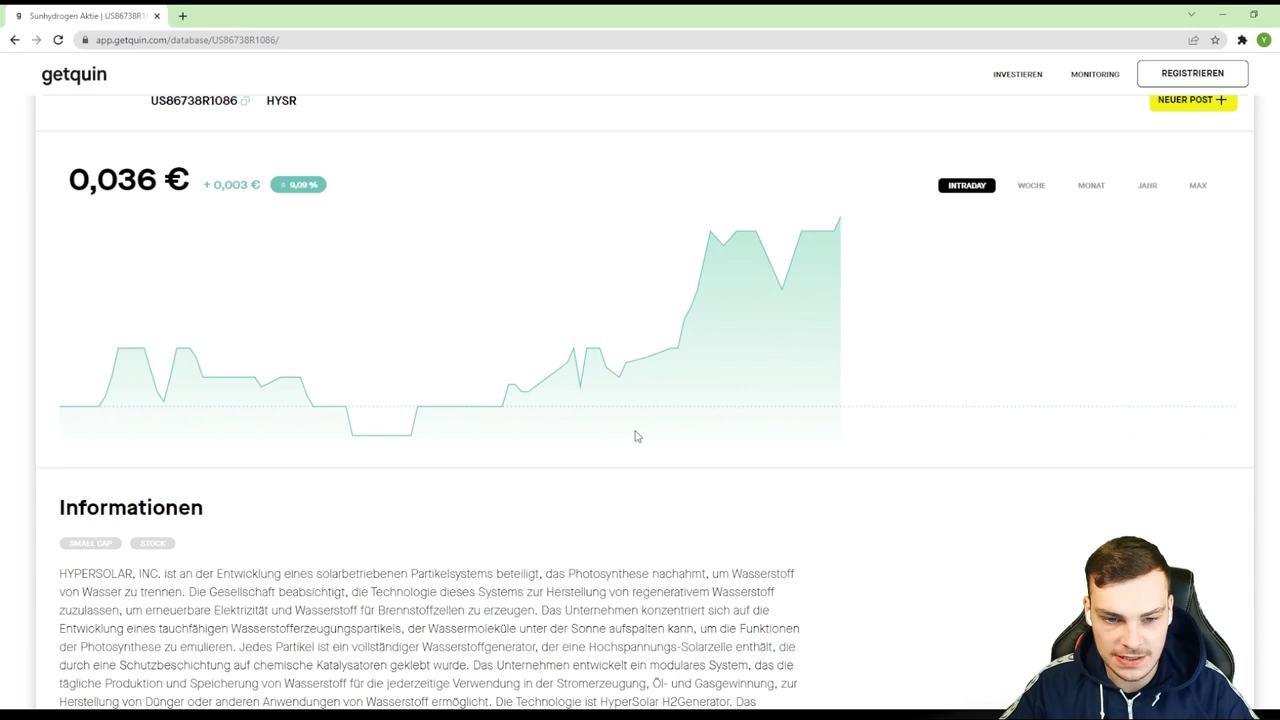 Sunhydrogen Aktie | US86738R1
app.getquin.com/database/US86738R1086/
Y
getquin
INVESTIEREN
MONITORING
REGISTRIEREN
US86738R1086
HYSR
NEUER POST +
0,036 €
+ 0,003 €
9,09 %
INTRADAY
WOCHE
MONAT
JAHR
MAX
Informationen
SMALL CAP
STOCK
HYPERSOLAR, INC. ist an der Entwicklung eines solarbetriebenen Partikelsystems beteiligt, das Photosynthese nachahmt, um Wasserstoff
von Wasser zu trennen. Die Gesellschaft beabsichtigt, die Technologie dieses Systems zur Herstellung von regenerativem Wasserstoff
zuzulassen, um erneuerbare Elektrizität und Wasserstoff für Brennstoffzellen zu erzeugen. Das Unternehmen konzentriert sich auf die
Entwicklung eines tauchfähigen Wasserstofferzeugungspartikels, der Wassermoleküle unter der Sonne aufspalten kann, um die Funktionen
der Photosynthese zu emulieren. Jedes Partikel ist ein vollständiger Wasserstoffgenerator, der eine Hochspannungs-Solarzelle enthält, die
durch eine Schutzbeschichtung auf chemische Katalysatoren geklebt wurde. Das Unternehmen entwickelt ein modulares System, das die
tägliche Produktion und Speicherung von Wasserstoff für die jederzeitige Verwendung in der Stromerzeugung, Öl- und Gasgewinnung, zur
Herstellung von Dünger oder anderen Anwendungen von Wasserstoff ermöglicht. Die Technologie ist HyperSolar H2Generator. Das